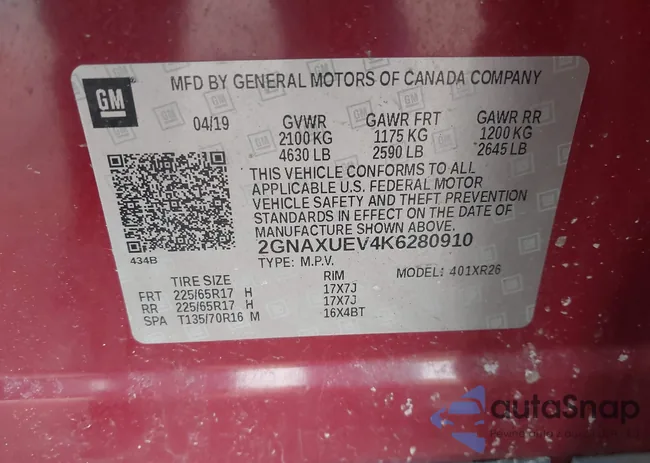 MFD BY GENERAL MOTORS OF CANADA COMPANY
GM
04/19 GVWR GAWR FRT GAWR RR
2100 KG 1175 KG 1200 KG
4630 LB 2590 LB 2645 LB
THIS VEHICLE CONFORMS TO ALL
APPLICABLE U.S. FEDERAL MOTOR
VEHICLE SAFETY AND THEFT PREVENTION
STANDARDS IN EFFECT ON THE DATE OF
MANUFACTURE SHOWN ABOVE.
434B 2GNAXUEV4K6280910
TYPE: M.P.V. MODEL: 401XR26
TIRE SIZE RIM
FRT 225/65R17 H 17X7J
RR 225/65R17 H 17X7J
SPA T135/70R16 M 16X4BT
autaSnap